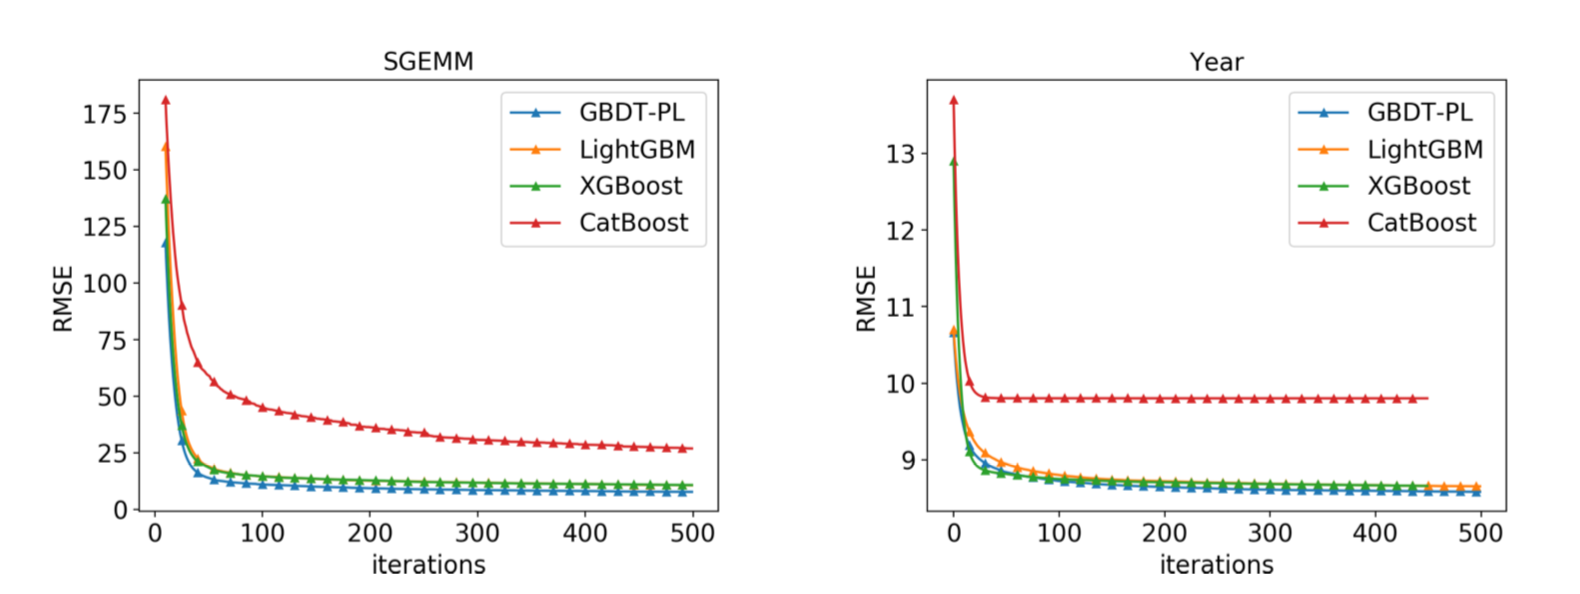 SGEMM
175
150
125
100
75
50
25
0
RMSE
0 100 200 300 400 500
iterations
GBDT-PL
LightGBM
XGBoost
CatBoost
Year
13
12
11
10
9
RMSE
0 100 200 300 400 500
iterations
GBDT-PL
LightGBM
XGBoost
CatBoost